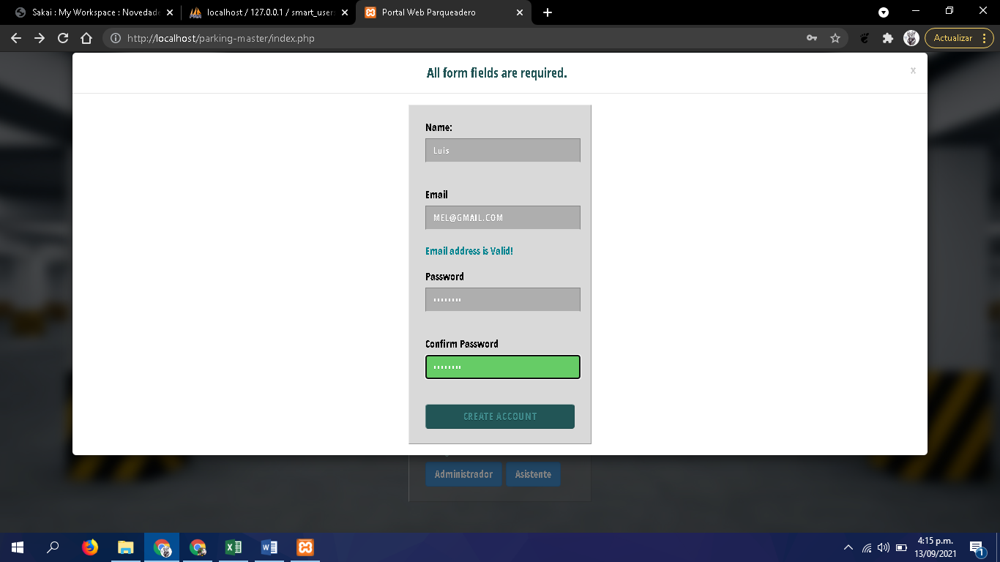 Sakai : My Workspace : Novedade
localhost / 127.0.0.1 / smart_user
Portal Web Parqueadero
http://localhost/parking-master/index.php
Actualizar
All form fields are required.
x
Name:
Luis
Email
MEL@GMAIL.COM
Email address is Valid!
Password
Confirm Password
CREATE ACCOUNT
Administrador
Asistente
4:15 p.m.
13/09/2021
1